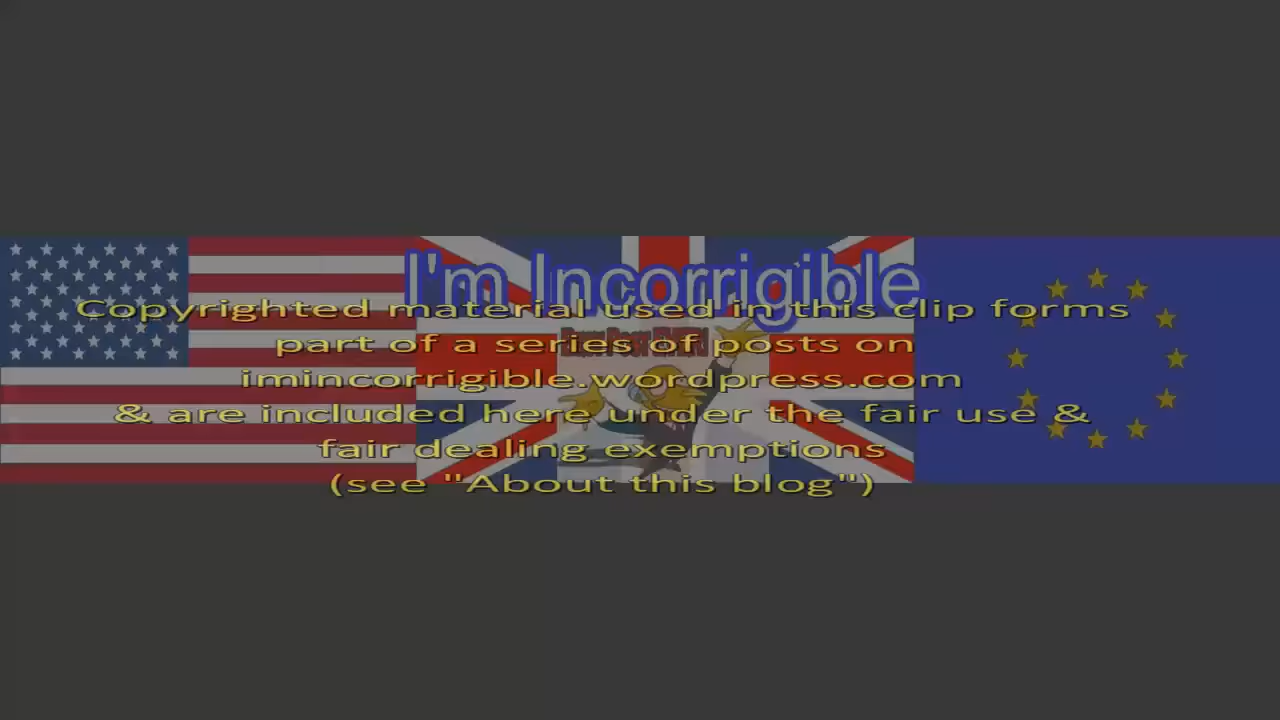 I'm Incorrigible
Copyrighted material used in this clip forms
part of a series of posts on
imincorrigible.wordpress.com
& are included here under the fair use &
fair dealing exemptions
(see "About this blog")